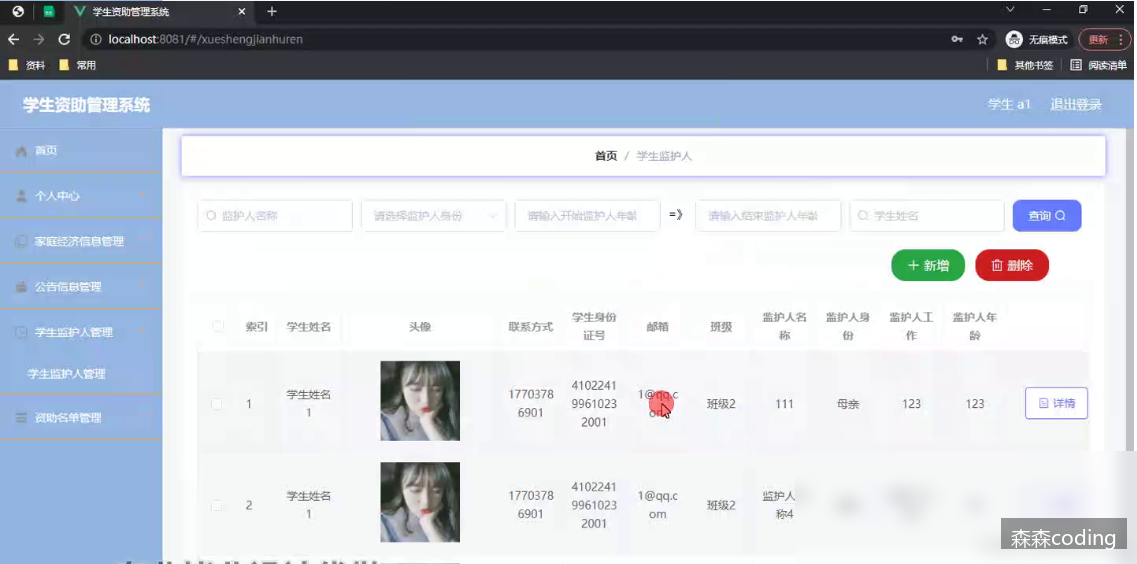 学生资助管理系统
localhost:8081/#/xueshengjianhuren
无痕模式
更新
资料
常用
其他书签
阅读清单
学生资助管理系统
学生 a1
退出登录
首页
个人中心
家庭经济信息管理
公告信息管理
学生监护人管理
学生监护人管理
资助名单管理
首页 / 学生监护人
监护人名称
请选择监护人身份
请输入开始监护人年龄
=》
请输入结束监护人年龄
学生姓名
查询
新增
删除
索引 学生姓名 头像 联系方式 学生身份证号 邮箱 班级 监护人名称 监护人身份 监护人工作 监护人年龄
1 学生姓名1 17703786901 410224199610232001 1@qq.com 班级2 111 母亲 123 123 详情
2 学生姓名1 17703786901 410224199610232001 1@qq.com 班级2 监护人称4
森森coding